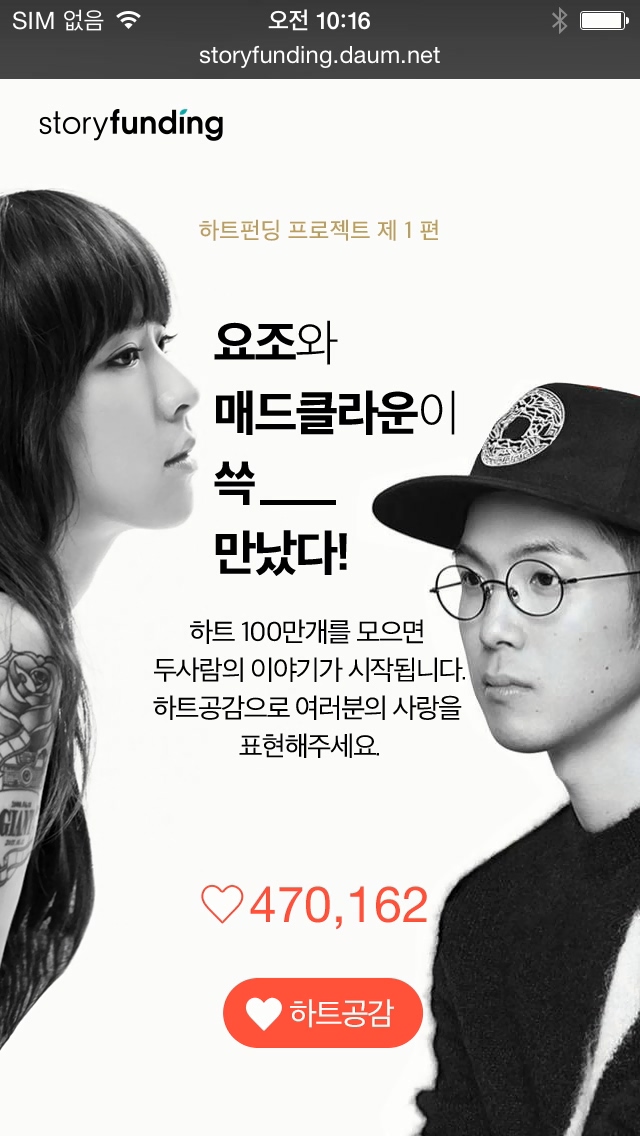 SIM 없음
오전 10:16
storyfunding.daum.net
storyfunding
하트펀딩 프로젝트 제 1 편
요조와
매드클라운이
쓱
만났다!
하트 100만개를 모으면
두사람의 이야기가 시작됩니다.
하트공감으로 여러분의 사랑을
표현해주세요.
GIANT
470,162
하트공감